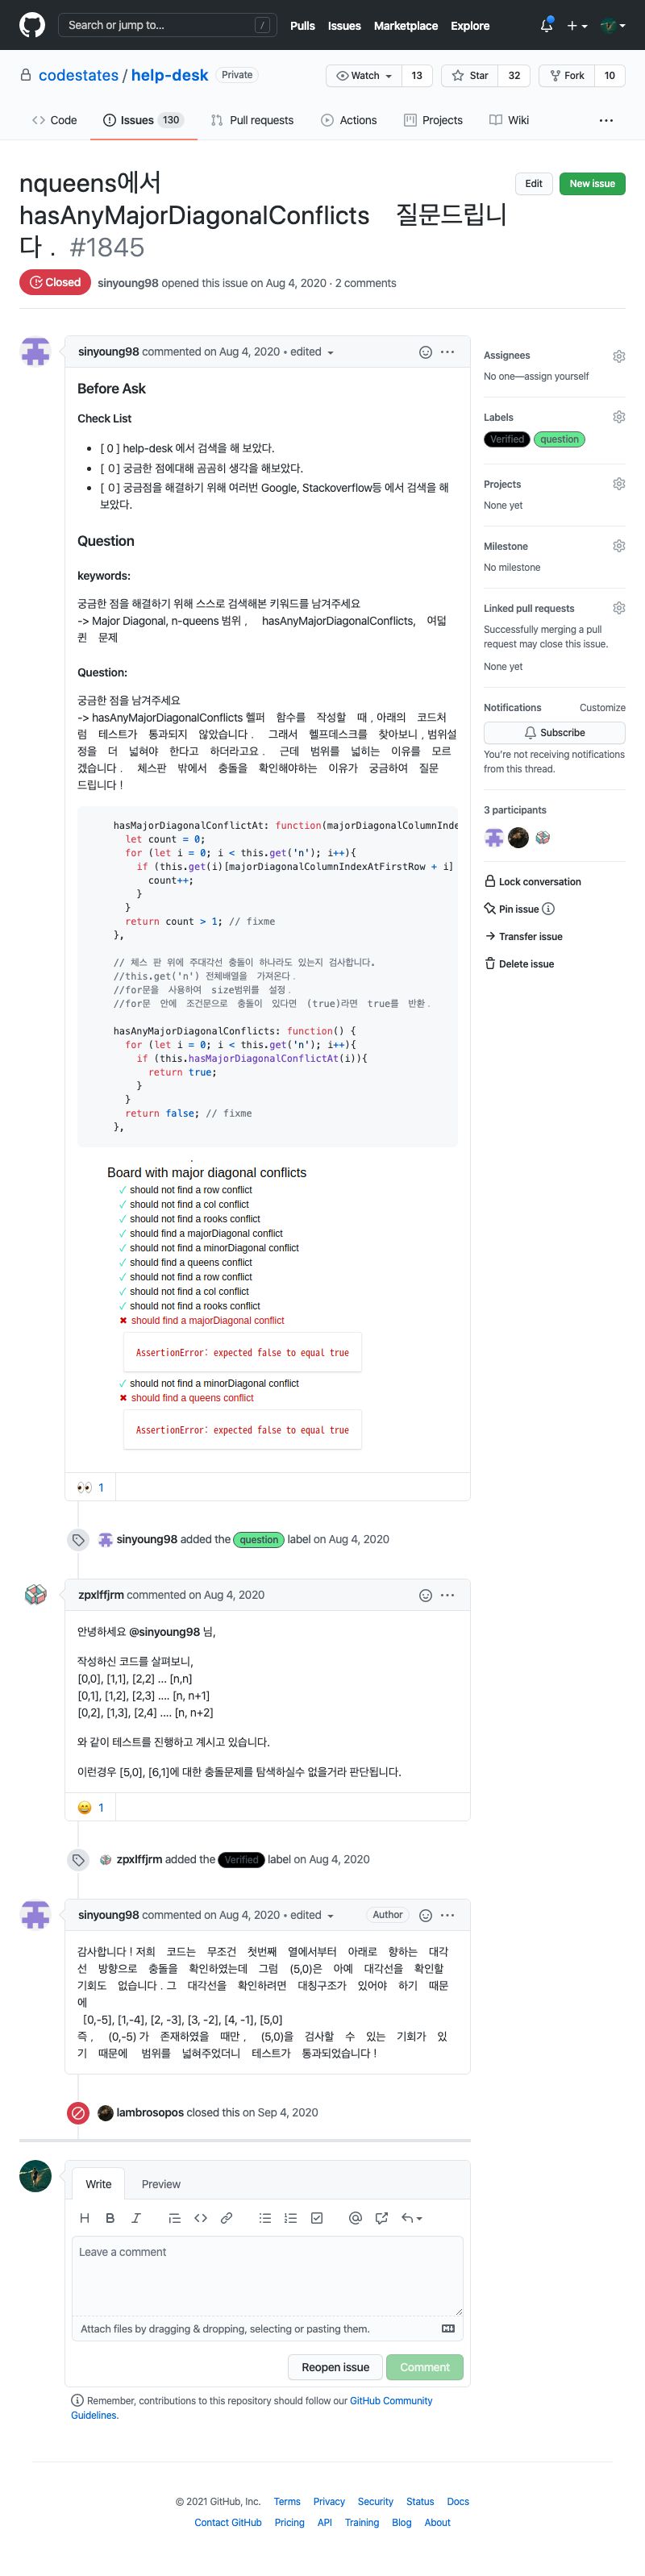 Search or jump to... /
Pulls Issues Marketplace Explore
codestates / help-desk Private
Watch 13 Star 32 Fork 10
Code Issues 130 Pull requests Actions Projects Wiki
nqueens에서
hasAnyMajorDiagonalConflicts 질문드립니
다 . #1845
Edit New issue
Closed sinyoung98 opened this issue on Aug 4, 2020 · 2 comments
sinyoung98 commented on Aug 4, 2020 • edited
Before Ask
Check List
[ 0 ] help-desk 에서 검색을 해 보았다.
[ 0 ] 궁금한 점에대해 곰곰히 생각을 해보았다.
[ 0 ] 궁금점을 해결하기 위해 여러번 Google, Stackoverflow등 에서 검색을 해
보았다.
Question
keywords:
궁금한 점을 해결하기 위해 스스로 검색해본 키워드를 남겨주세요
-> Major Diagonal, n-queens 범위 , hasAnyMajorDiagonalConflicts, 여덟
퀸 문제
Question:
궁금한 점을 남겨주세요
-> hasAnyMajorDiagonalConflicts 헬퍼 함수를 작성할 때 , 아래의 코드처
럼 테스트가 통과되지 않았습니다 . 그래서 헬프데스크를 찾아보니 , 범위설
정을 더 넓혀야 한다고 하더라고요 . 근데 범위를 넓히는 이유를 모르
겠습니다 . 체스판 밖에서 충돌을 확인해야하는 이유가 궁금하여 질문
드립니다 !
hasMajorDiagonalConflictAt: function(majorDiagonalColumnInde
let count = 0;
for (let i = 0; i < this.get('n'); i++){
if (this.get(i)[majorDiagonalColumnIndexAtFirstRow + i]
count++;
}
}
return count > 1; // fixme
},
// 체스 판 위에 주대각선 충돌이 하나라도 있는지 검사합니다.
//this.get('n') 전체배열을 가져온다 .
//for문을 사용하여 size범위를 설정 .
//for문 안에 조건문으로 충돌이 있다면 (true)라면 true를 반환 .
hasAnyMajorDiagonalConflicts: function() {
for (let i = 0; i < this.get('n'); i++){
if (this.hasMajorDiagonalConflictAt(i)){
return true;
}
}
return false; // fixme
},
Board with major diagonal conflicts
✓ should not find a row conflict
✓ should not find a col conflict
✓ should not find a rooks conflict
✓ should find a majorDiagonal conflict
✓ should not find a minorDiagonal conflict
✓ should find a queens conflict
✓ should not find a row conflict
✓ should not find a col conflict
✓ should not find a rooks conflict
✖ should find a majorDiagonal conflict
AssertionError: expected false to equal true
✓ should not find a minorDiagonal conflict
✖ should find a queens conflict
AssertionError: expected false to equal true
👀 1
sinyoung98 added the question label on Aug 4, 2020
zpxlffjrm commented on Aug 4, 2020
안녕하세요 @sinyoung98 님,
작성하신 코드를 살펴보니,
[0,0], [1,1], [2,2] ... [n,n]
[0,1], [1,2], [2,3] .... [n, n+1]
[0,2], [1,3], [2,4] .... [n, n+2]
와 같이 테스트를 진행하고 계시고 있습니다.
이런경우 [5,0], [6,1]에 대한 충돌문제를 탐색하실수 없을거라 판단됩니다.
😄 1
zpxlffjrm added the Verified label on Aug 4, 2020
sinyoung98 commented on Aug 4, 2020 • edited Author
감사합니다 ! 저희 코드는 무조건 첫번째 열에서부터 아래로 향하는 대각
선 방향으로 충돌을 확인하였는데 그럼 (5,0)은 아예 대각선을 확인할
기회도 없습니다 . 그 대각선을 확인하려면 대칭구조가 있어야 하기 때문
에
[0,-5], [1,-4], [2, -3], [3, -2], [4, -1], [5,0]
즉 , (0,-5) 가 존재하였을 때만 , (5,0)을 검사할 수 있는 기회가 있
기 때문에 범위를 넓혀주었더니 테스트가 통과되었습니다 !
lambrosopos closed this on Sep 4, 2020
Write Preview
Leave a comment
Attach files by dragging & dropping, selecting or pasting them.
Reopen issue Comment
Remember, contributions to this repository should follow our GitHub Community
Guidelines.
Assignees
No one—assign yourself
Labels
Verified question
Projects
None yet
Milestone
No milestone
Linked pull requests
Successfully merging a pull
request may close this issue.
None yet
Notifications Customize
Subscribe
You're not receiving notifications
from this thread.
3 participants
Lock conversation
Pin issue
Transfer issue
Delete issue
© 2021 GitHub, Inc. Terms Privacy Security Status Docs
Contact GitHub Pricing API Training Blog About